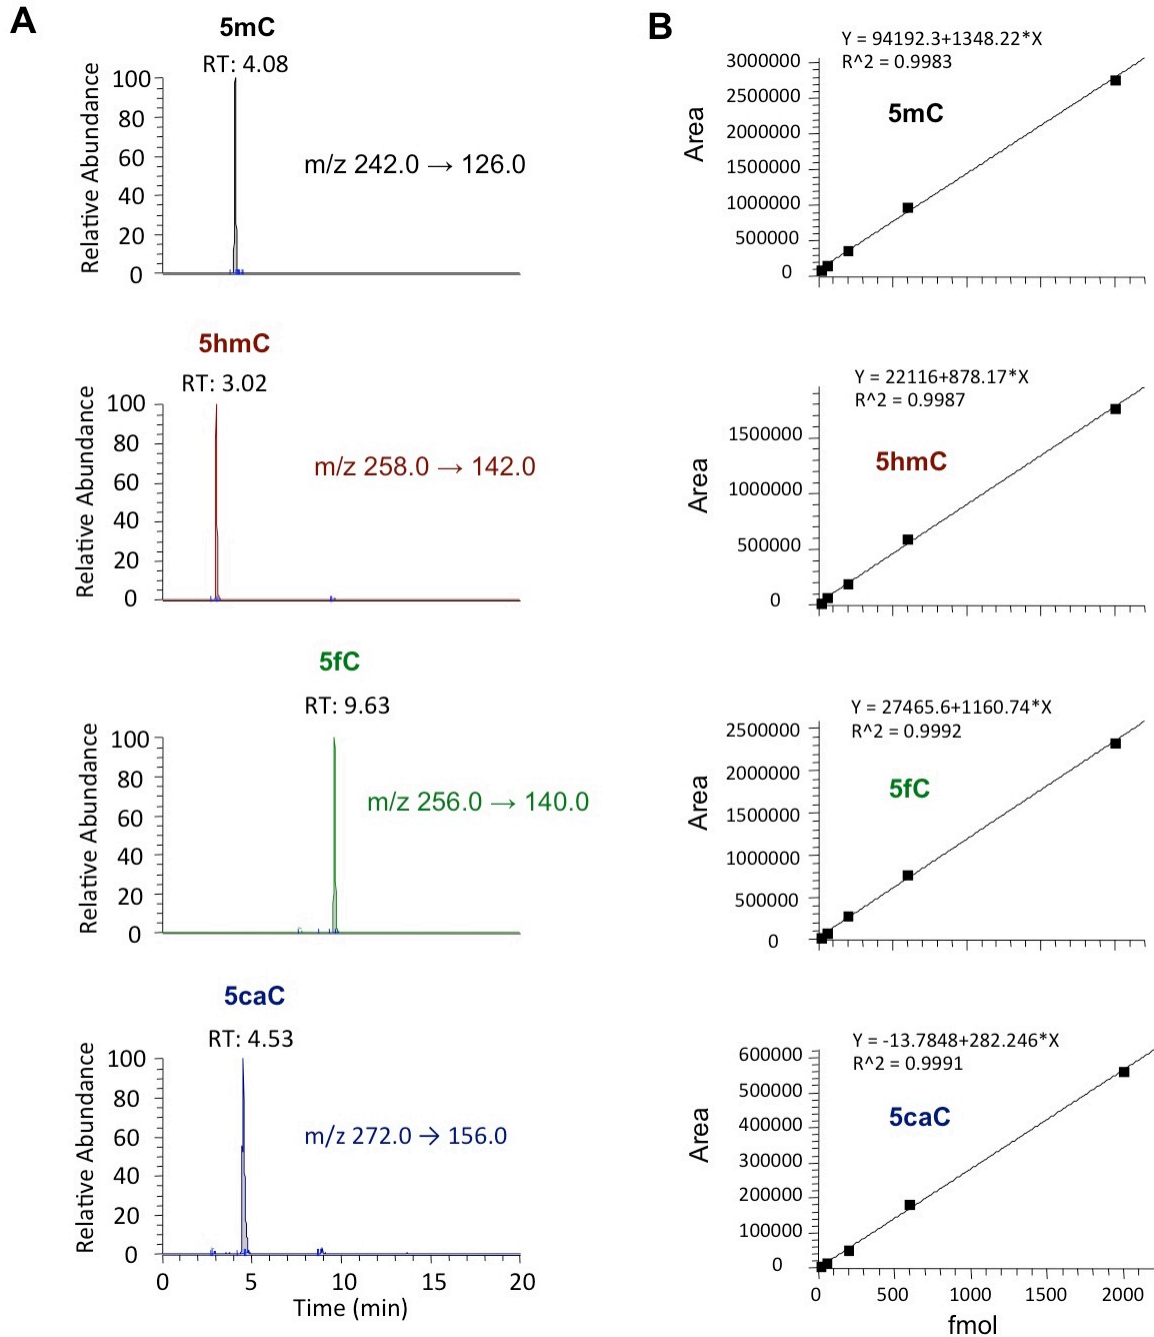 A
5mC
RT: 4.08
Relative Abundance
100
80
60
40
20
0
m/z 242.0 → 126.0
5hmC
RT: 3.02
Relative Abundance
100
80
60
40
20
0
m/z 258.0 → 142.0
5fC
RT: 9.63
Relative Abundance
100
80
60
40
20
0
m/z 256.0 → 140.0
5caC
RT: 4.53
Relative Abundance
100
80
60
40
20
0
m/z 272.0 → 156.0
0 5 10 15 20
Time (min)
B
Y = 94192.3+1348.22*X
R^2 = 0.9983
5mC
Area
3000000
2500000
2000000
1500000
1000000
500000
0
Y = 22116+878.17*X
R^2 = 0.9987
5hmC
Area
1500000
1000000
500000
0
Y = 27465.6+1160.74*X
R^2 = 0.9992
5fC
Area
2500000
2000000
1500000
1000000
500000
0
Y = -13.7848+282.246*X
R^2 = 0.9991
5caC
Area
600000
500000
400000
300000
200000
100000
0
0 500 1000 1500 2000
fmol